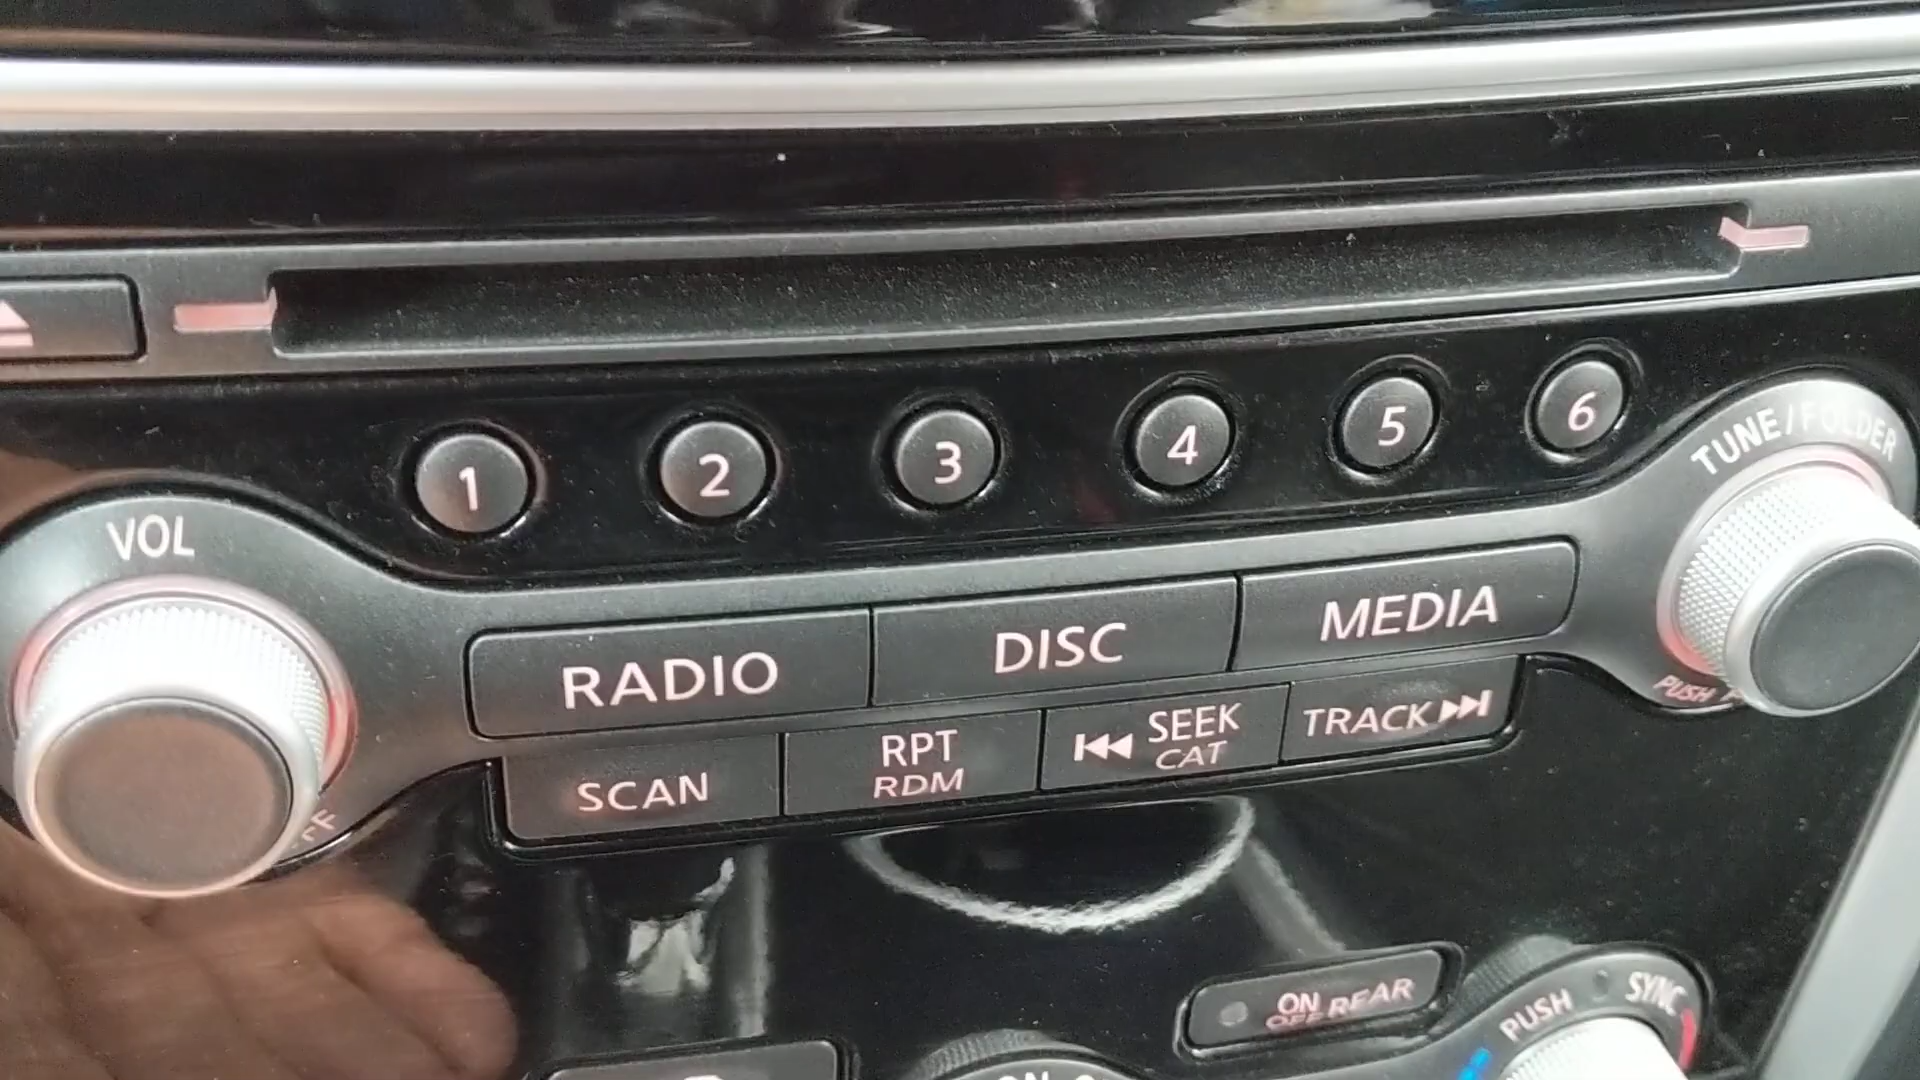 1 2 3 4 5 6
TUNE/FOLDER
VOL
RADIO DISC MEDIA
PUSH
SCAN
RPT
RDM
SEEK
CAT
TRACK
ON
OFF REAR
PUSH
SYNC